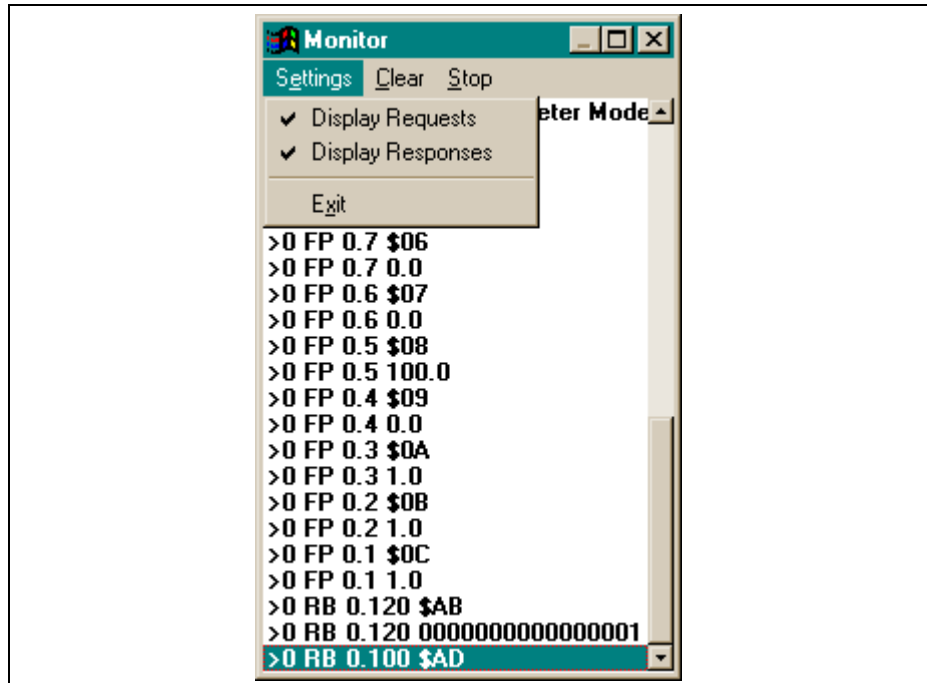 Monitor
Settings Clear Stop
Display Requests
eter Mode
Display Responses
Exit
>0 FP 0.7 $06
>0 FP 0.7 0.0
>0 FP 0.6 $07
>0 FP 0.6 0.0
>0 FP 0.5 $08
>0 FP 0.5 100.0
>0 FP 0.4 $09
>0 FP 0.4 0.0
>0 FP 0.3 $0A
>0 FP 0.3 1.0
>0 FP 0.2 $0B
>0 FP 0.2 1.0
>0 FP 0.1 $0C
>0 FP 0.1 1.0
>0 RB 0.120 $AB
>0 RB 0.120 0000000000000001
>0 RB 0.100 $AD